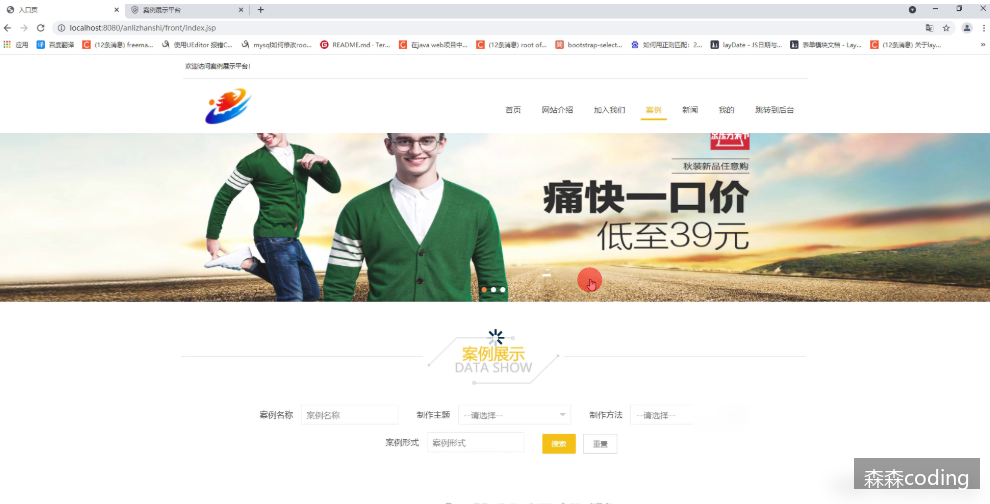 入口页 案例展示平台
localhost:8080/anlizhanshi/front/index.jsp
应用 百度翻译 (12条消息) freema... 使用UEditor 报错C... mysql如何修改roo... README.md · Ter... 在java web项目中... (12条消息) root of... bootstrap-select... 如何用正则匹配：2... layDate - JS日期与... 表单模块文档 - Lay... (12条消息) 关于lay...
欢迎访问案例展示平台！
首页 网站介绍 加入我们 案例 新闻 我的 跳转到后台
秋装新品任意购
痛快一口价
低至39元
案例展示
DATA SHOW
案例名称 案例名称 制作主题 --请选择-- 制作方法 --请选择--
案例形式 案例形式 搜索 重置
森森coding